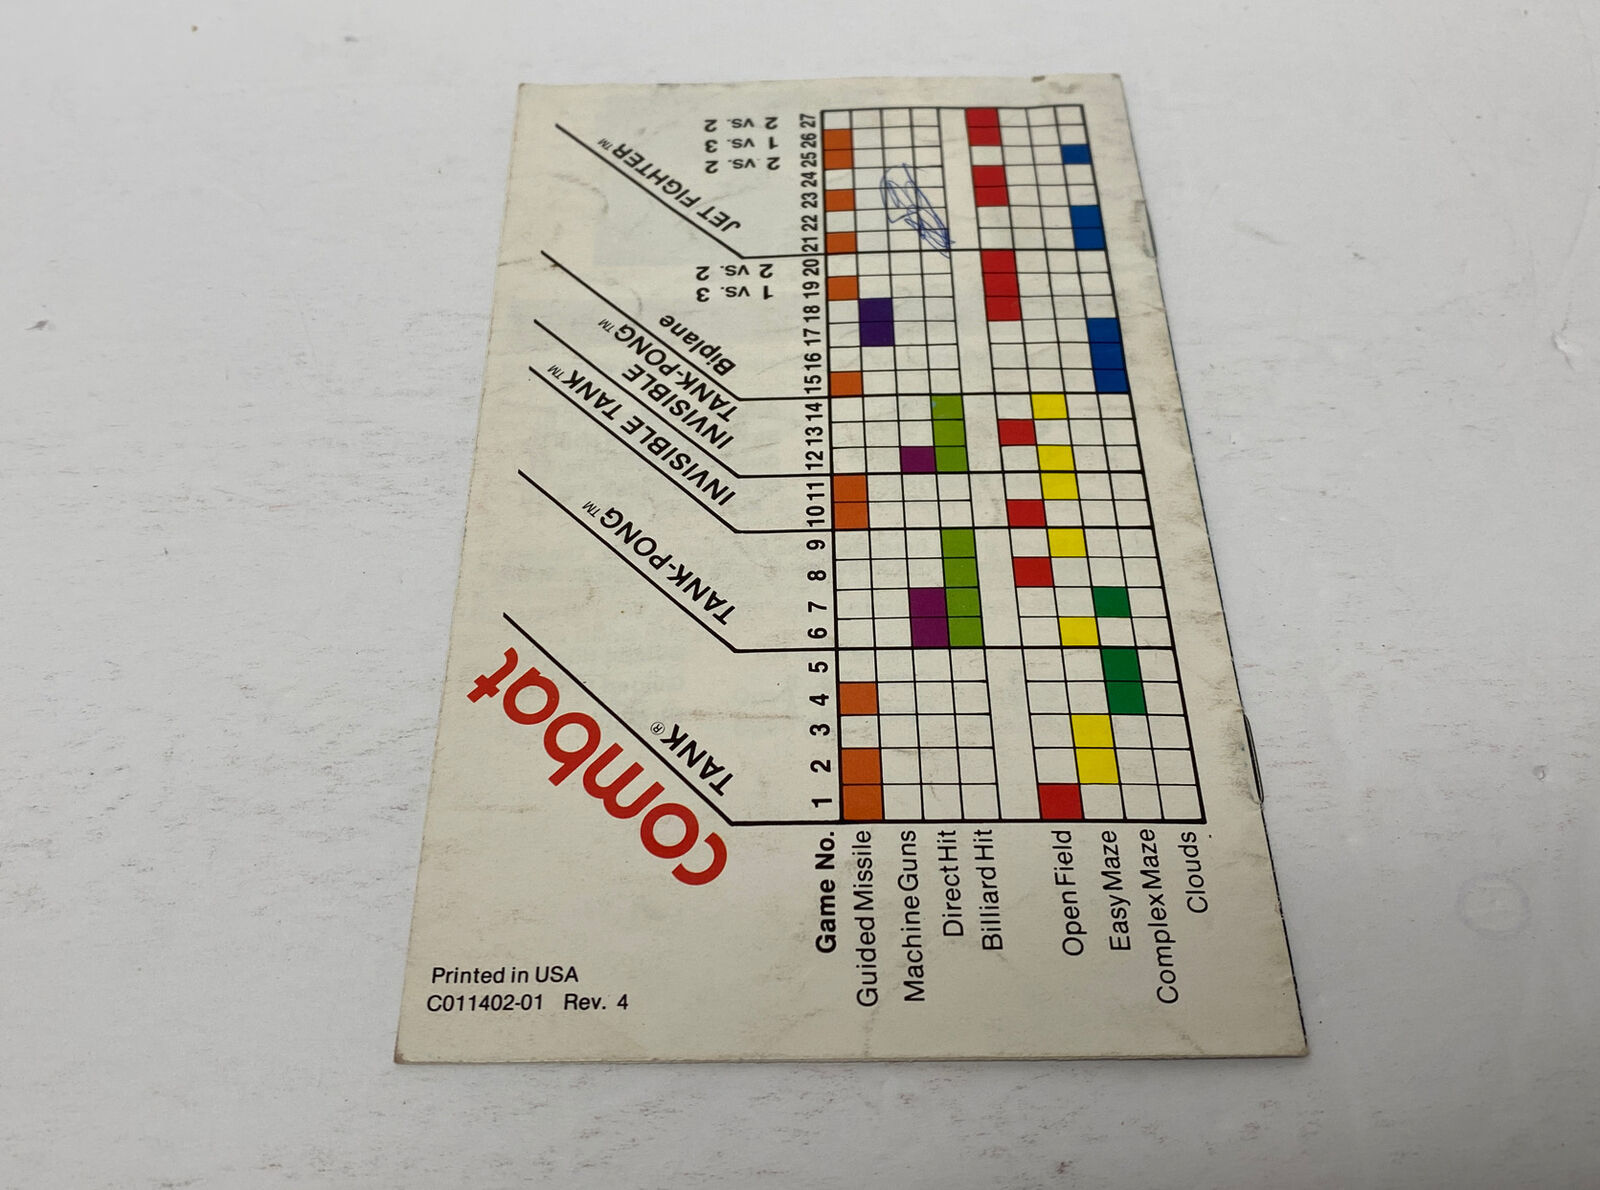 combat
TANK®
TANK-PONG™
INVISIBLE TANK™
INVISIBLE
TANK-PONG™
Biplane
1 vs. 3
2 vs. 2
JET FIGHTER™
2 vs. 2
1 vs. 3
2 vs. 2
Game No. 1 2 3 4 5 6 7 8 9 10 11 12 13 14 15 16 17 18 19 20 21 22 23 24 25 26 27
Guided Missile
Machine Guns
Direct Hit
Billiard Hit
Open Field
Easy Maze
Complex Maze
Clouds
Printed in USA
C011402-01 Rev. 4